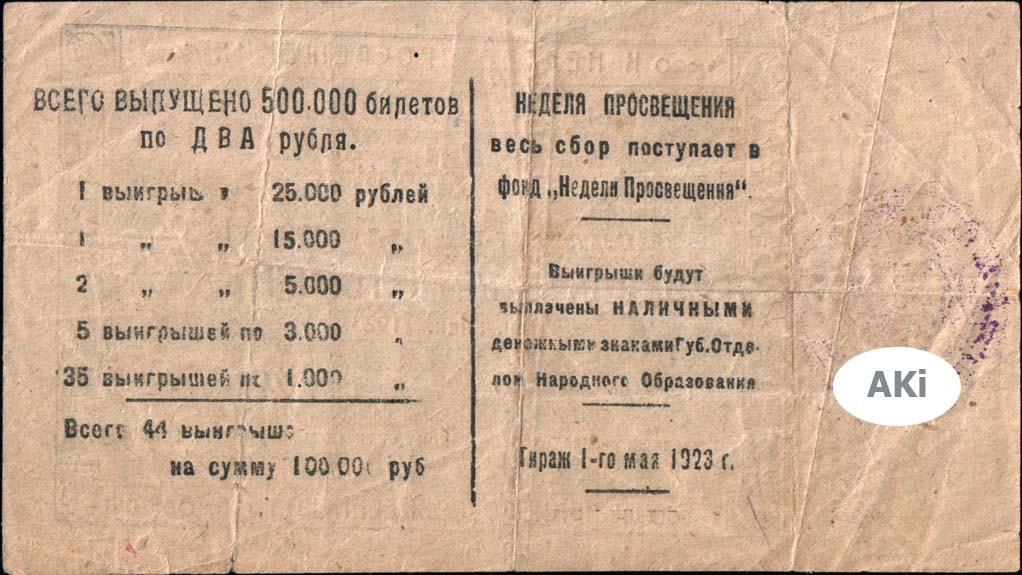 ВСЕГО ВЫПУЩЕНО 500.000 билетов
по ДВА рубля.
1 выигрыш в 25.000 рублей
1 „ „ 15.000 „
2 „ „ 5.000 „
5 выигрышей по 3.000 „
35 выигрышей по 1.000 „
Всего 44 выигрыше
на сумму 100.000 руб
НЕДЕЛЯ ПРОСВЕЩЕНИЯ
весь сбор поступает в
фонд „Недели Просвещения“.
Выигрыши будут
выплачены НАЛИЧНЫМИ
денежными знаками Губ. Отде-
лом Народного Образования
Тираж 1-го мая 1923 г.
AKi